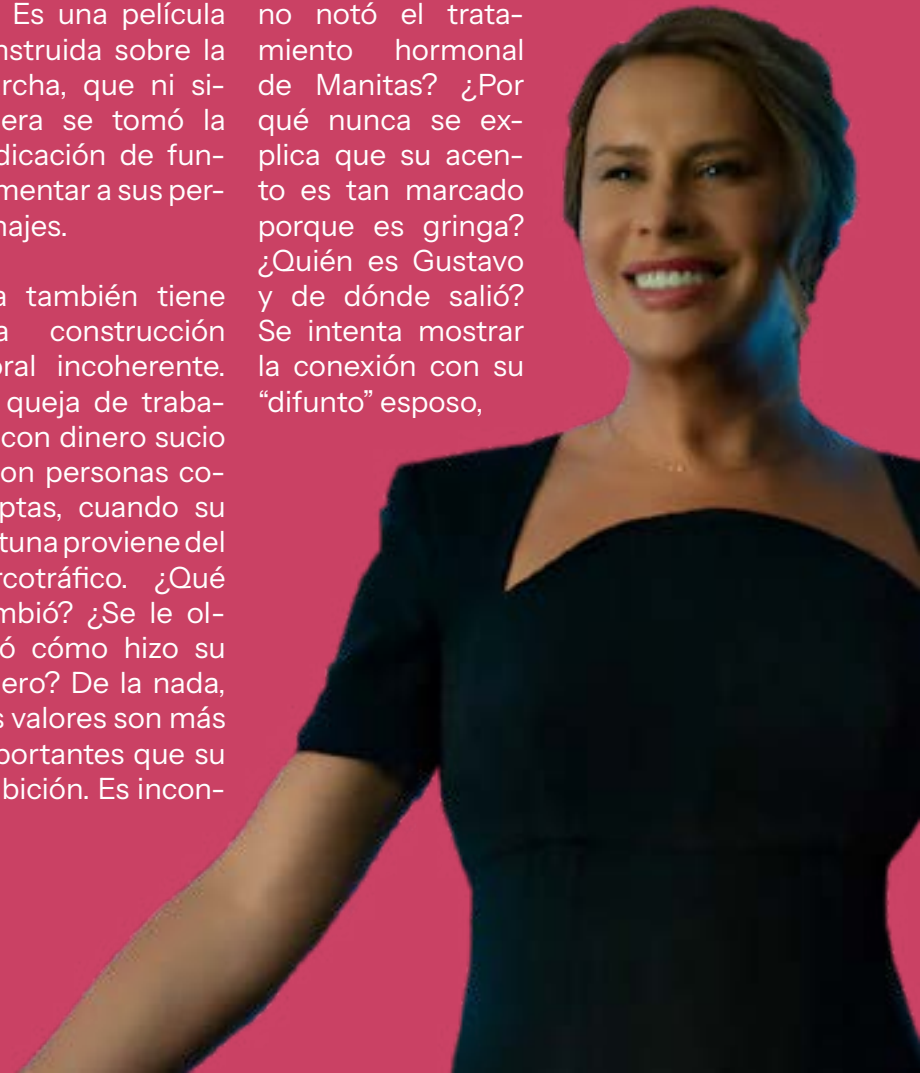 Es una película
nstruida sobre la
rcha, que ni si-
era se tomó la
dicación de fun-
mentar a sus per-
najes.
a también tiene
a construcción
oral incoherente.
queja de traba-
con dinero sucio
on personas co-
ptas, cuando su
tuna proviene del
rcotráfico. ¿Qué
mbió? ¿Se le ol-
ó cómo hizo su
ero? De la nada,
s valores son más
portantes que su
bición. Es incon-
no notó el trata-
miento hormonal
de Manitas? ¿Por
qué nunca se ex-
plica que su acen-
to es tan marcado
porque es gringa?
¿Quién es Gustavo
y de dónde salió?
Se intenta mostrar
la conexión con su
“difunto” esposo,